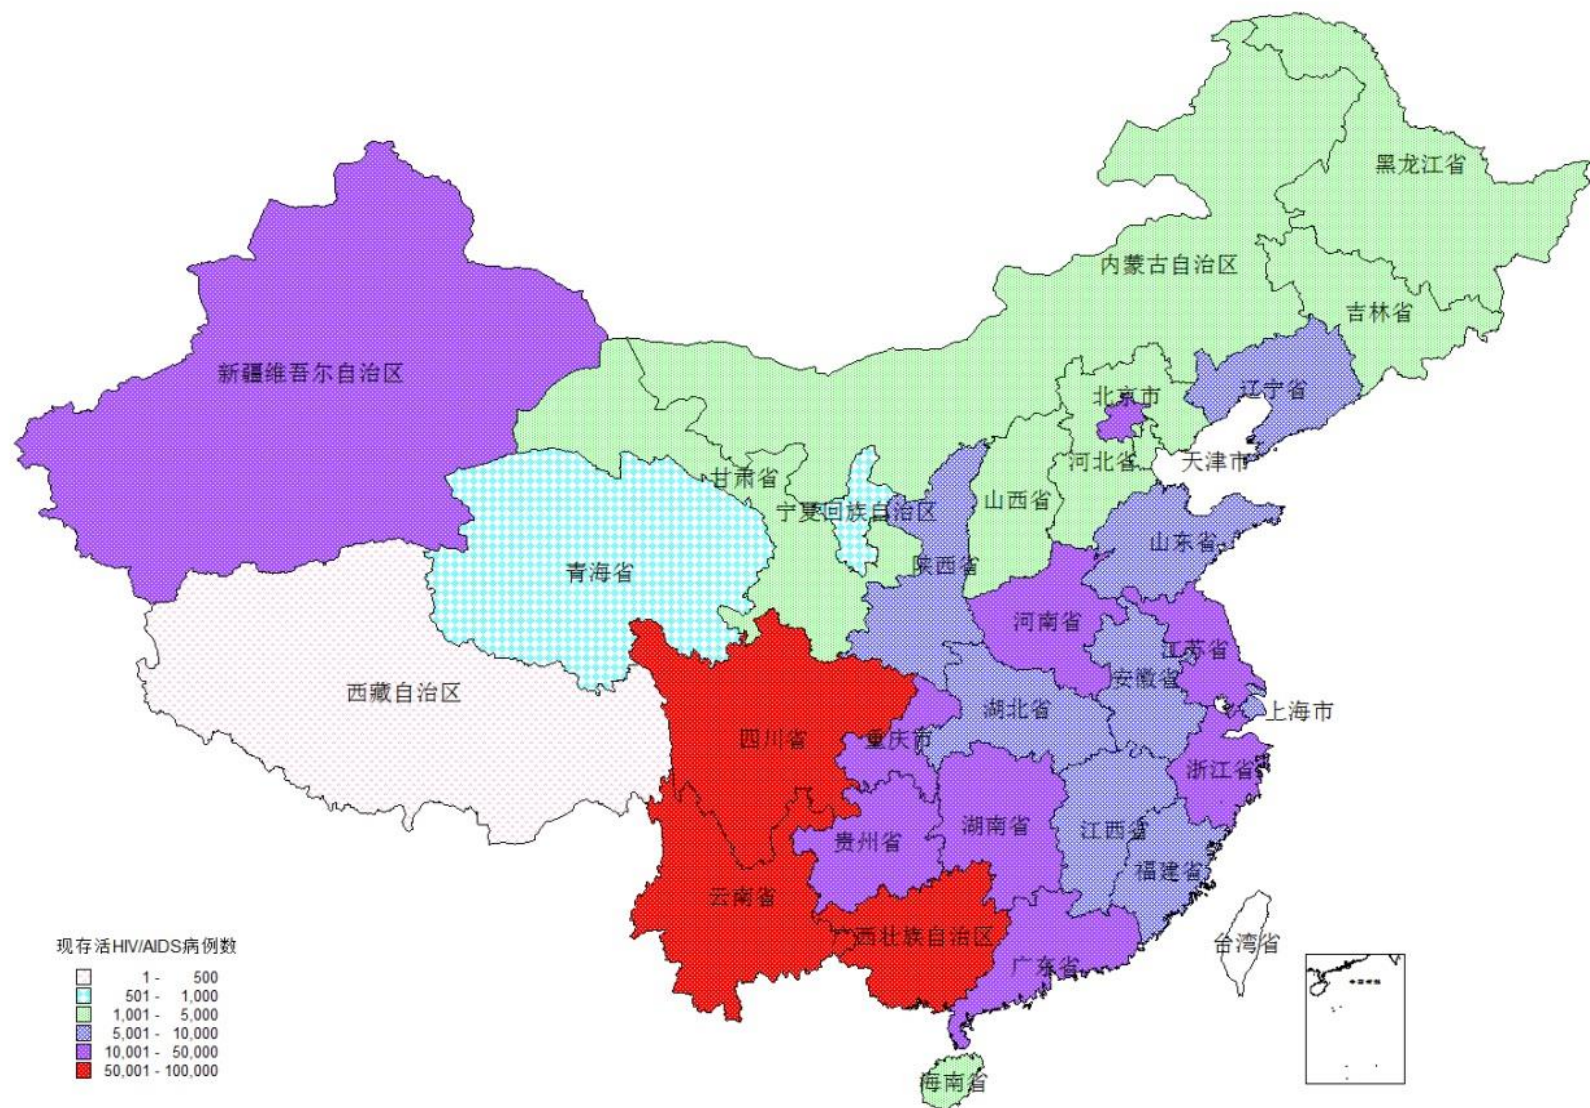 黑龙江省
内蒙古自治区
吉林省
新疆维吾尔自治区
辽宁省
北京市
河北省
天津市
甘肃省
山西省
宁夏回族自治区
山东省
陕西省
青海省
河南省
江苏省
安徽省
西藏自治区
湖北省
上海市
四川省
重庆市
浙江省
湖南省
江西省
贵州省
福建省
云南省
广西壮族自治区
台湾省
广东省
海南省
现存活HIV/AIDS病例数
1 - 500
501 - 1,000
1,001 - 5,000
5,001 - 10,000
10,001 - 50,000
50,001 - 100,000